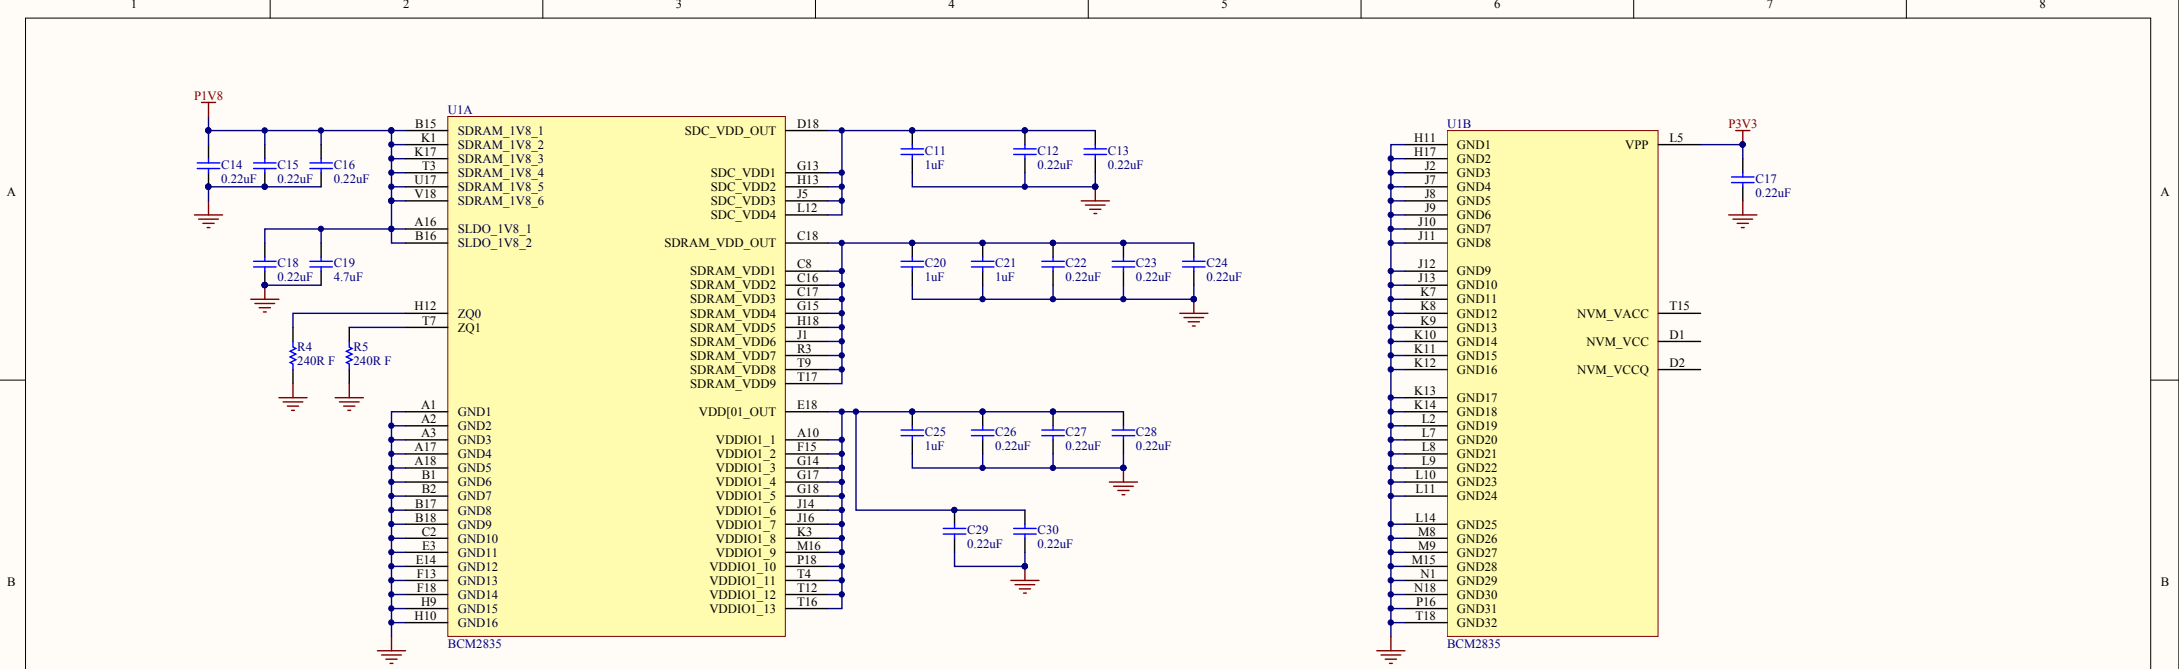 1 2 3 4 5 6 7 8
A
B
A
B
P1V8
C14
0.22uF
C15
0.22uF
C16
0.22uF
C18
0.22uF
C19
4.7uF
R4
240R F
R5
240R F
U1A
B15 SDRAM_1V8_1
K1 SDRAM_1V8_2
K17 SDRAM_1V8_3
T3 SDRAM_1V8_4
U17 SDRAM_1V8_5
V18 SDRAM_1V8_6
A16 SLDO_1V8_1
B16 SLDO_1V8_2
H12 ZQ0
T7 ZQ1
A1 GND1
A2 GND2
A3 GND3
A17 GND4
A18 GND5
B1 GND6
B2 GND7
B17 GND8
B18 GND9
C2 GND10
E3 GND11
E14 GND12
F13 GND13
F18 GND14
H9 GND15
H10 GND16
SDC_VDD_OUT D18
SDC_VDD1 G13
SDC_VDD2 H13
SDC_VDD3 J5
SDC_VDD4 L12
SDRAM_VDD_OUT C18
SDRAM_VDD1 C8
SDRAM_VDD2 C16
SDRAM_VDD3 C17
SDRAM_VDD4 G15
SDRAM_VDD5 H18
SDRAM_VDD6 J1
SDRAM_VDD7 R3
SDRAM_VDD8 T9
SDRAM_VDD9 T17
VDD[01_OUT E18
VDDIO1_1 A10
VDDIO1_2 F15
VDDIO1_3 G14
VDDIO1_4 G17
VDDIO1_5 G18
VDDIO1_6 J14
VDDIO1_7 J16
VDDIO1_8 K3
VDDIO1_9 M16
VDDIO1_10 P18
VDDIO1_11 T4
VDDIO1_12 T12
VDDIO1_13 T16
BCM2835
C11
1uF
C12
0.22uF
C13
0.22uF
C20
1uF
C21
1uF
C22
0.22uF
C23
0.22uF
C24
0.22uF
C25
1uF
C26
0.22uF
C27
0.22uF
C28
0.22uF
C29
0.22uF
C30
0.22uF
U1B
H11 GND1
H17 GND2
J2 GND3
J7 GND4
J8 GND5
J9 GND6
J10 GND7
J11 GND8
J12 GND9
J13 GND10
K7 GND11
K8 GND12
K9 GND13
K10 GND14
K11 GND15
K12 GND16
K13 GND17
K14 GND18
L2 GND19
L7 GND20
L8 GND21
L9 GND22
L10 GND23
L11 GND24
L14 GND25
M8 GND26
M9 GND27
M15 GND28
N1 GND29
N18 GND30
P16 GND31
T18 GND32
VPP L5
NVM_VACC T15
NVM_VCC D1
NVM_VCCQ D2
BCM2835
P3V3
C17
0.22uF